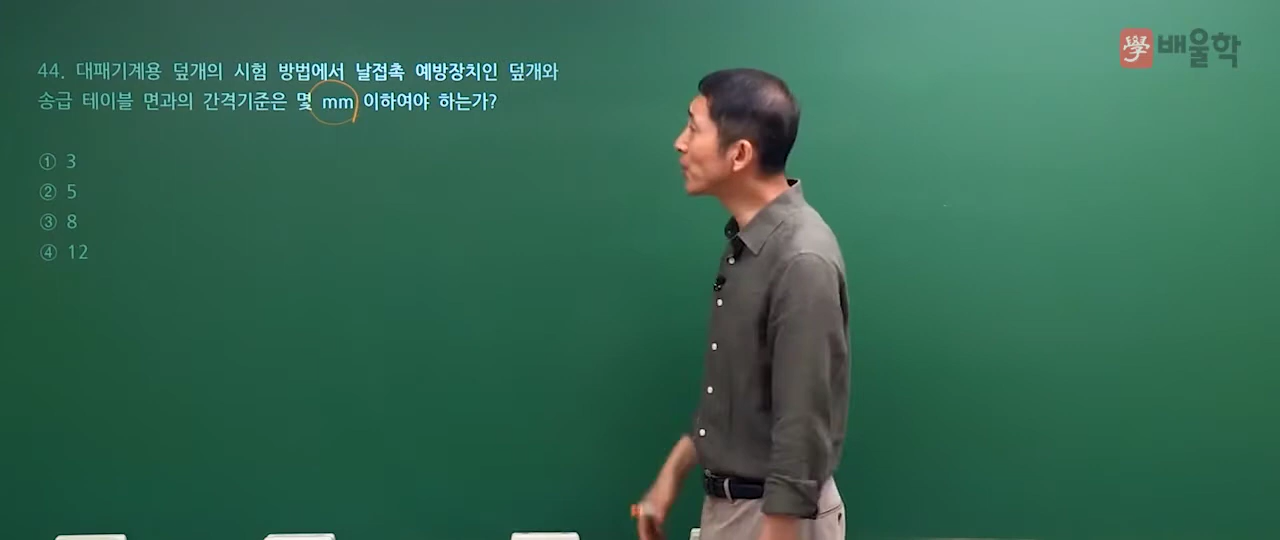 學 배울학
44. 대패기계용 덮개의 시험 방법에서 날접촉 예방장치인 덮개와
송급 테이블 면과의 간격기준은 몇 mm 이하여야 하는가?
① 3
② 5
③ 8
④ 12